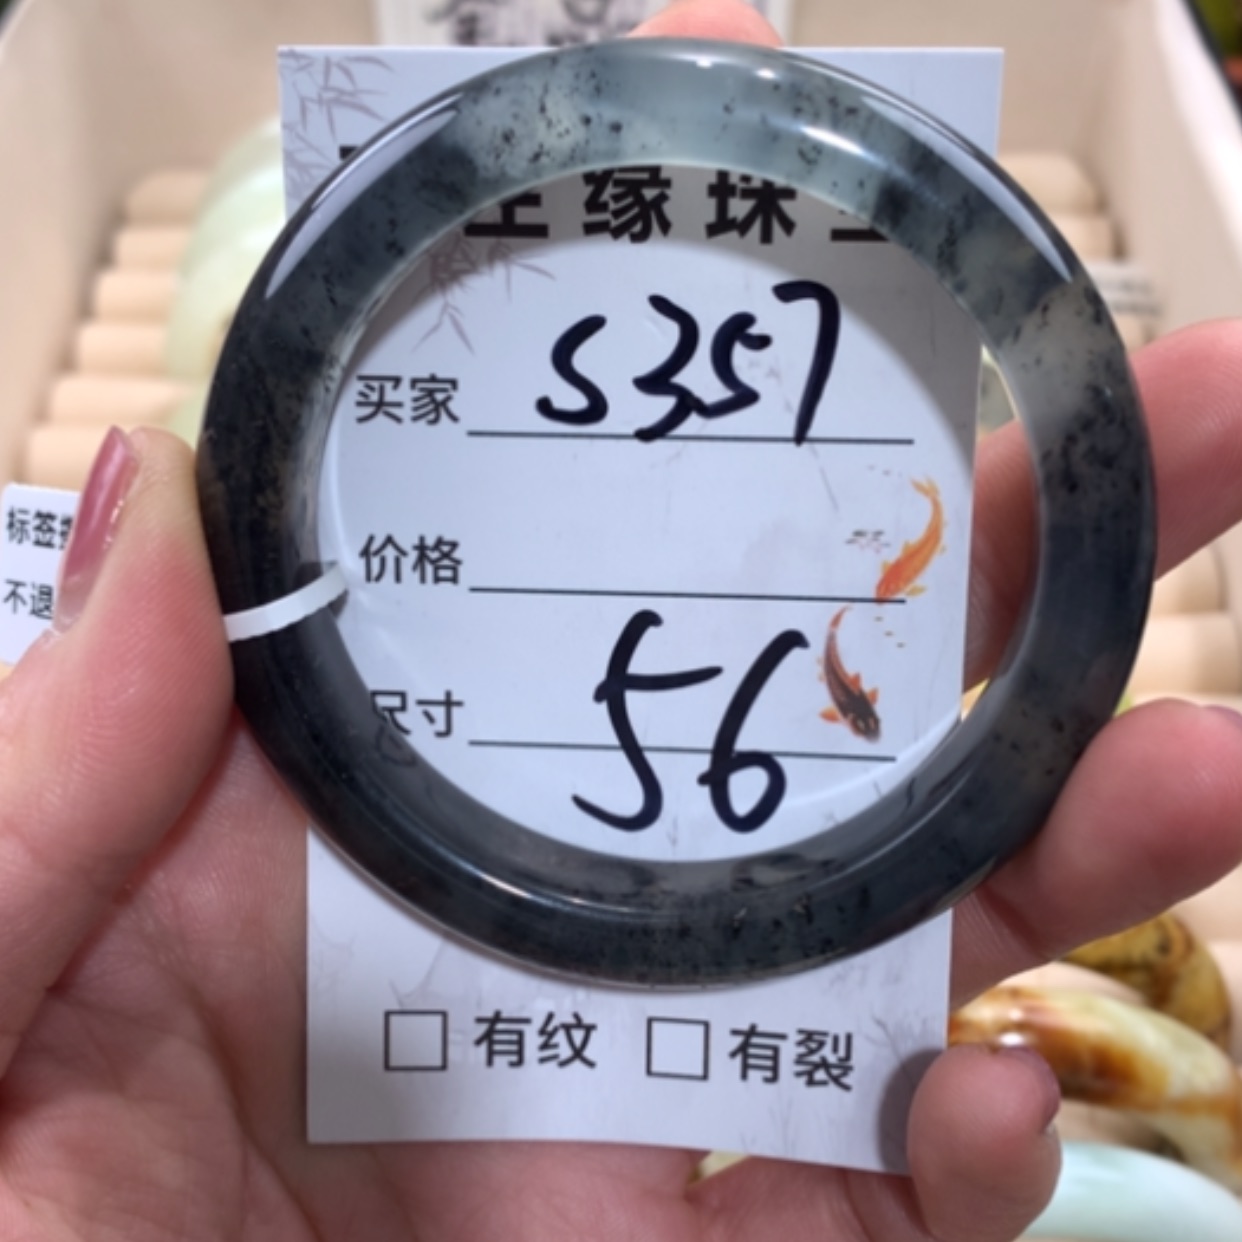 缘珠
买家 S357
价格
尺寸 56
有纹 有裂
标签
不退